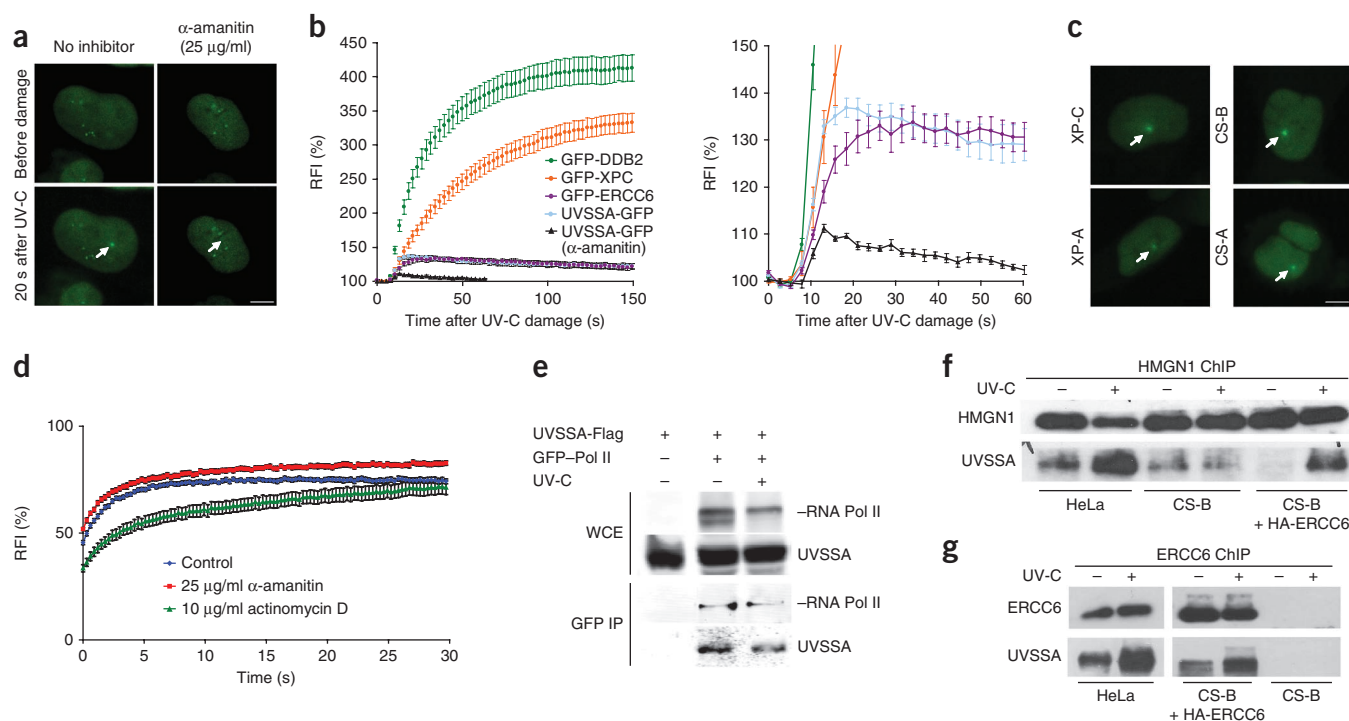 a
No inhibitor
α-amanitin
(25 μg/ml)
Before damage
20 s after UV-C
b
RFI (%)
450
400
350
300
250
200
150
100
GFP-DDB2
GFP-XPC
GFP-ERCC6
UVSSA-GFP
UVSSA-GFP
(α-amanitin)
0 50 100 150
Time after UV-C damage (s)
RFI (%)
150
140
130
120
110
100
0 10 20 30 40 50 60
Time after UV-C damage (s)
c
XP-C
CS-B
XP-A
CS-A
d
RFI (%)
100
50
0
Control
25 μg/ml α-amanitin
10 μg/ml actinomycin D
0 5 10 15 20 25 30
Time (s)
e
UVSSA-Flag + + +
GFP–Pol II – + +
UV-C – – +
WCE
–RNA Pol II
UVSSA
GFP IP
–RNA Pol II
UVSSA
f
HMGN1 ChIP
UV-C – + – + – +
HMGN1
UVSSA
HeLa
CS-B
CS-B
+ HA-ERCC6
g
ERCC6 ChIP
UV-C – + – + – +
ERCC6
UVSSA
HeLa
CS-B
+ HA-ERCC6
CS-B